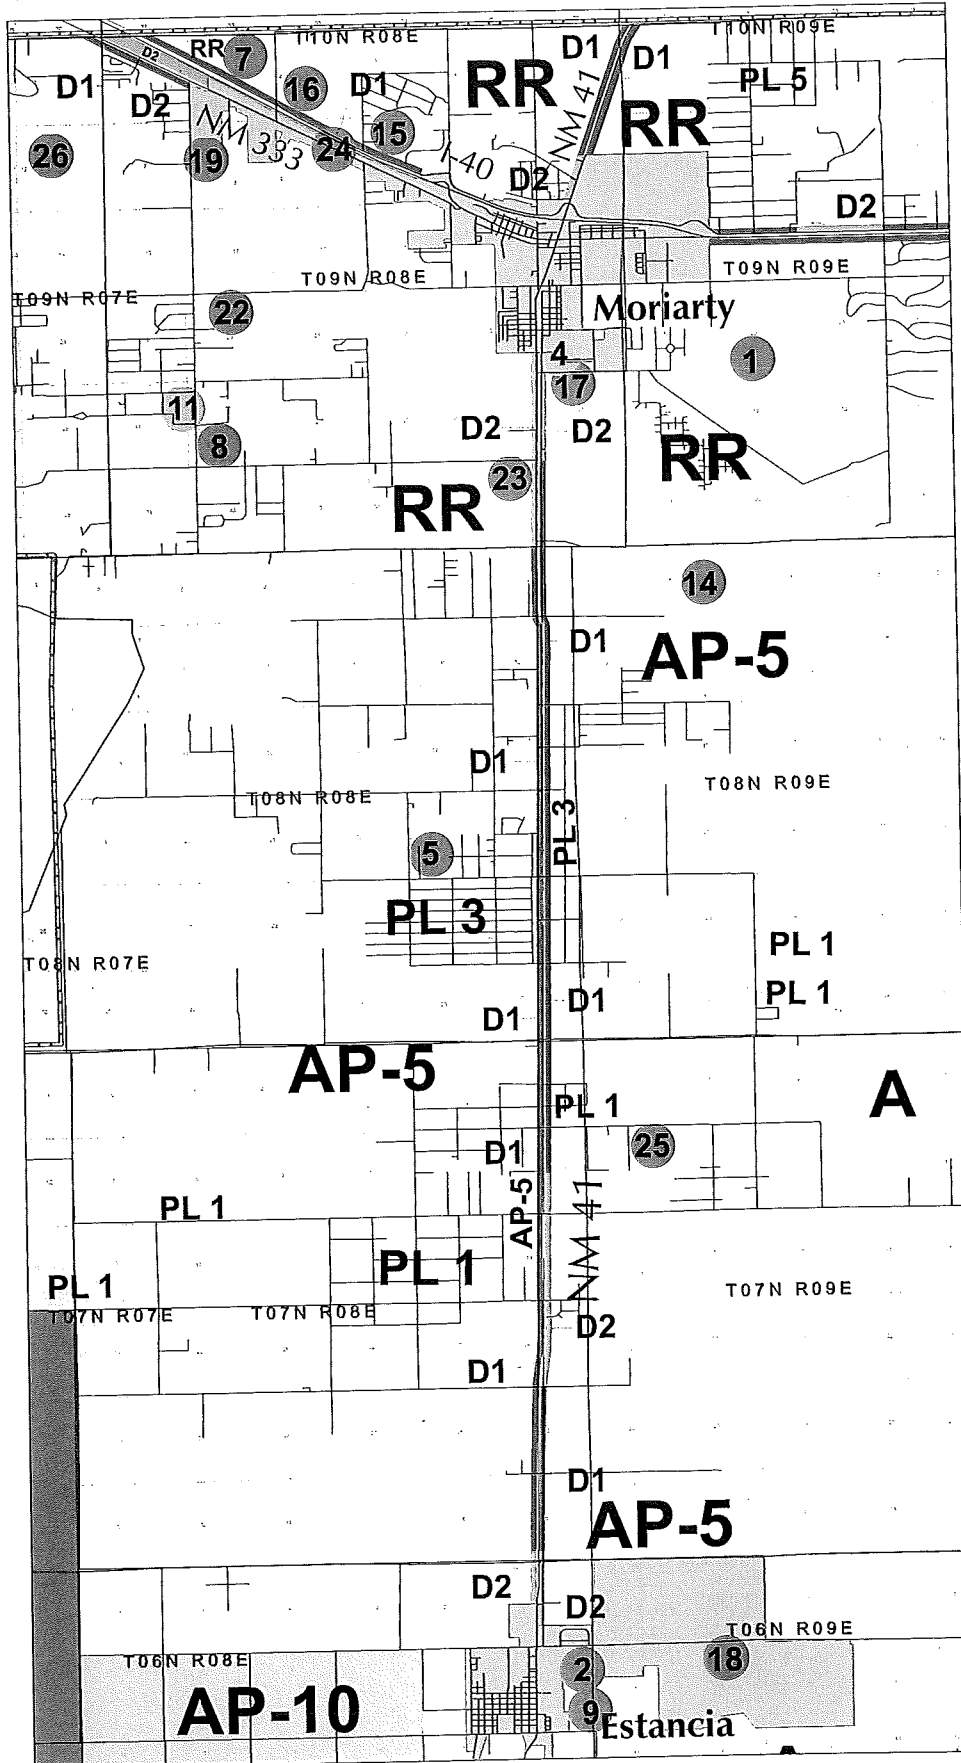 T10N R08E
T10N R09E
RR 7
D2
D1
D1
D1
16
D1
RR
PL 5
D2
NM 41
RR
NM 333
15
26
19
24
I-40
D2
D2
T09N R08E
T09N R09E
T09N R07E
22
Moriarty
4
1
17
11
8
D2
D2
RR
23
RR
14
D1
AP-5
D1
T08N R08E
T08N R09E
PL 3
5
PL 3
PL 1
T08N R07E
PL 1
D1
D1
AP-5
A
PL 1
D1
25
PL 1
AP-5
NM 41
PL 1
PL 1
T07N R09E
T07N R07E
T07N R08E
D2
D1
D1
AP-5
D2
D2
T06N R09E
T06N R08E
2
18
AP-10
9
Estancia